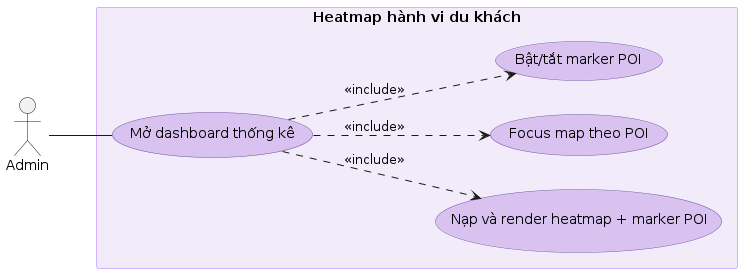 Heatmap hành vi du khách
Bật/tắt marker POI
«include»
Mở dashboard thống kê
«include»
Focus map theo POI
Admin
«include»
Nạp và render heatmap + marker POI